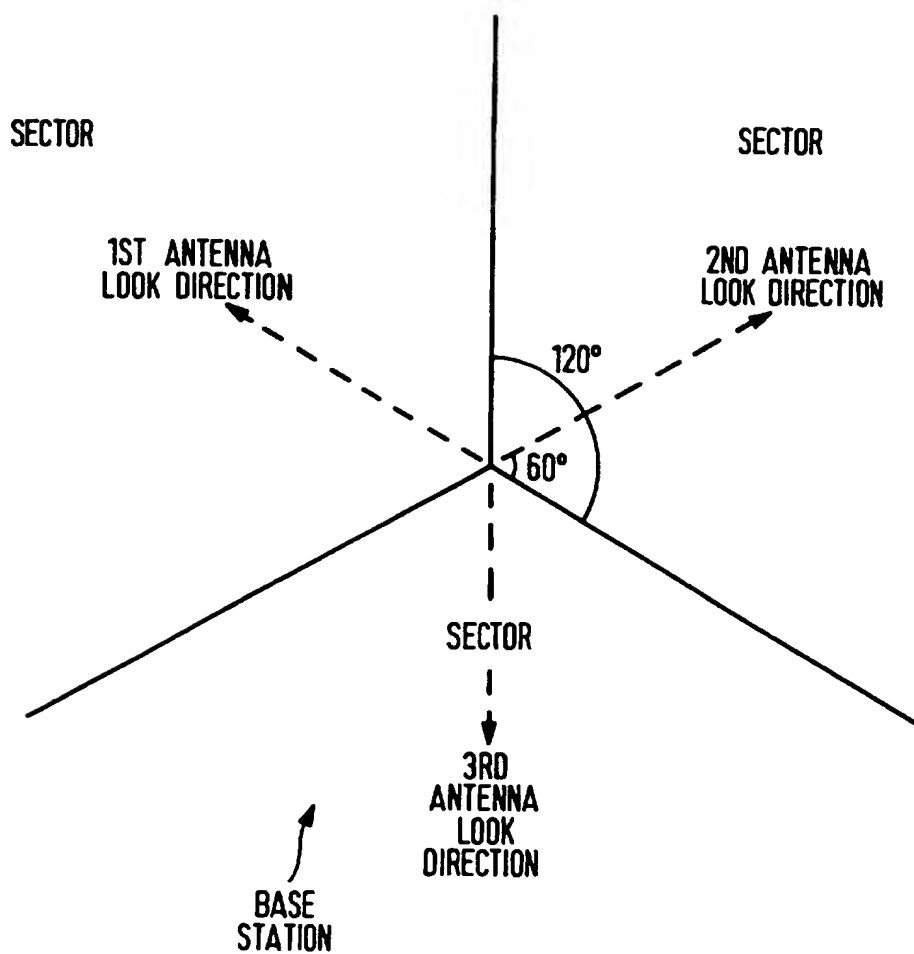 SECTOR
SECTOR
1ST ANTENNA
LOOK DIRECTION
2ND ANTENNA
LOOK DIRECTION
120°
60°
SECTOR
3RD
ANTENNA
LOOK
DIRECTION
BASE
STATION